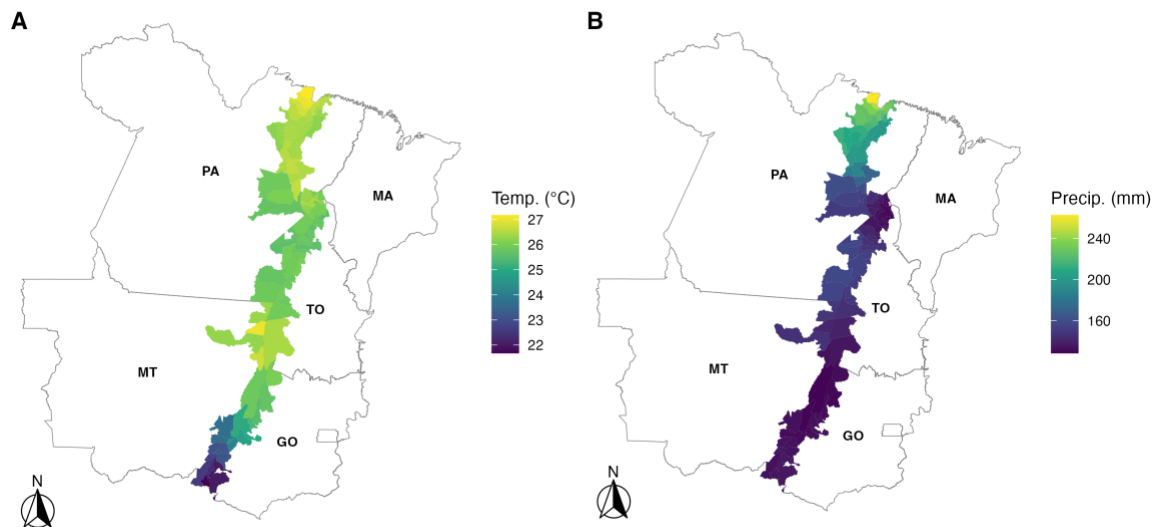 A
PA
MA
TO
MT
GO
N
Temp. (°C)
27
26
25
24
23
22
B
PA
MA
TO
MT
GO
N
Precip. (mm)
240
200
160